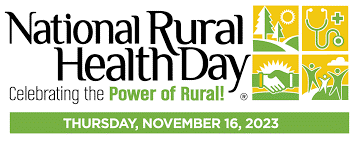 National Rural
Health Day
Celebrating the Power of Rural!®
THURSDAY, NOVEMBER 16, 2023